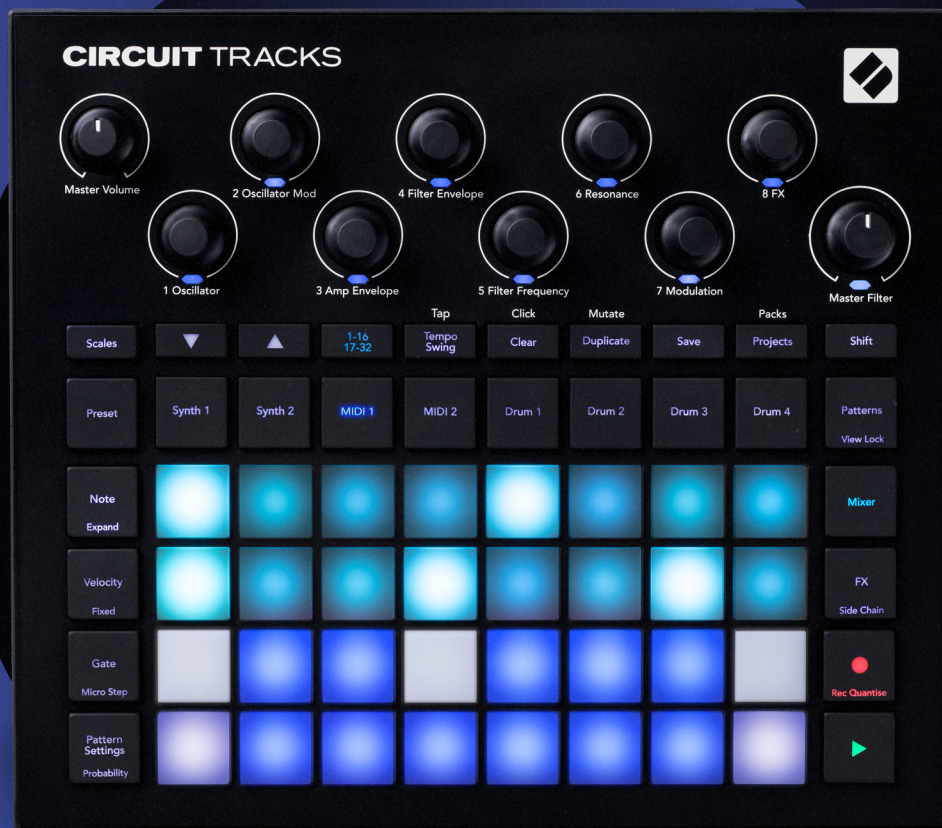 CIRCUIT TRACKS
Master Volume
2 Oscillator Mod
4 Filter Envelope
6 Resonance
8 FX
1 Oscillator
3 Amp Envelope
5 Filter Frequency
7 Modulation
Master Filter
Tap
Click
Mutate
Packs
Scales
1-16
17-32
Tempo
Swing
Clear
Duplicate
Save
Projects
Shift
Preset
Synth 1
Synth 2
MIDI 1
MIDI 2
Drum 1
Drum 2
Drum 3
Drum 4
Patterns
View Lock
Note
Expand
Mixer
Velocity
Fixed
FX
Side Chain
Gate
Micro Step
Rec Quantise
Pattern
Settings
Probability